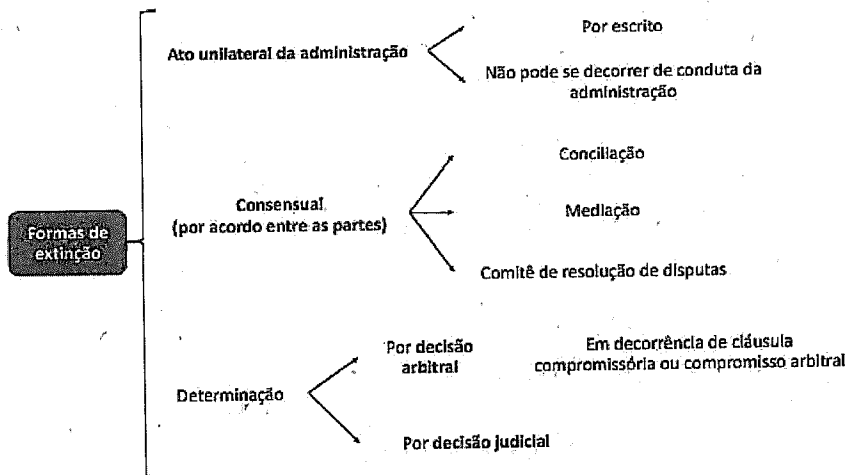 Formas de
extinção
Ato unilateral da administração
Por escrito
Não pode se decorrer de conduta da
administração
Consensual
(por acordo entre as partes)
Conciliação
Mediação
Comitê de resolução de disputas
Determinação
Por decisão
arbitral
Em decorrência de cláusula
compromissória ou compromisso arbitral
Por decisão judicial